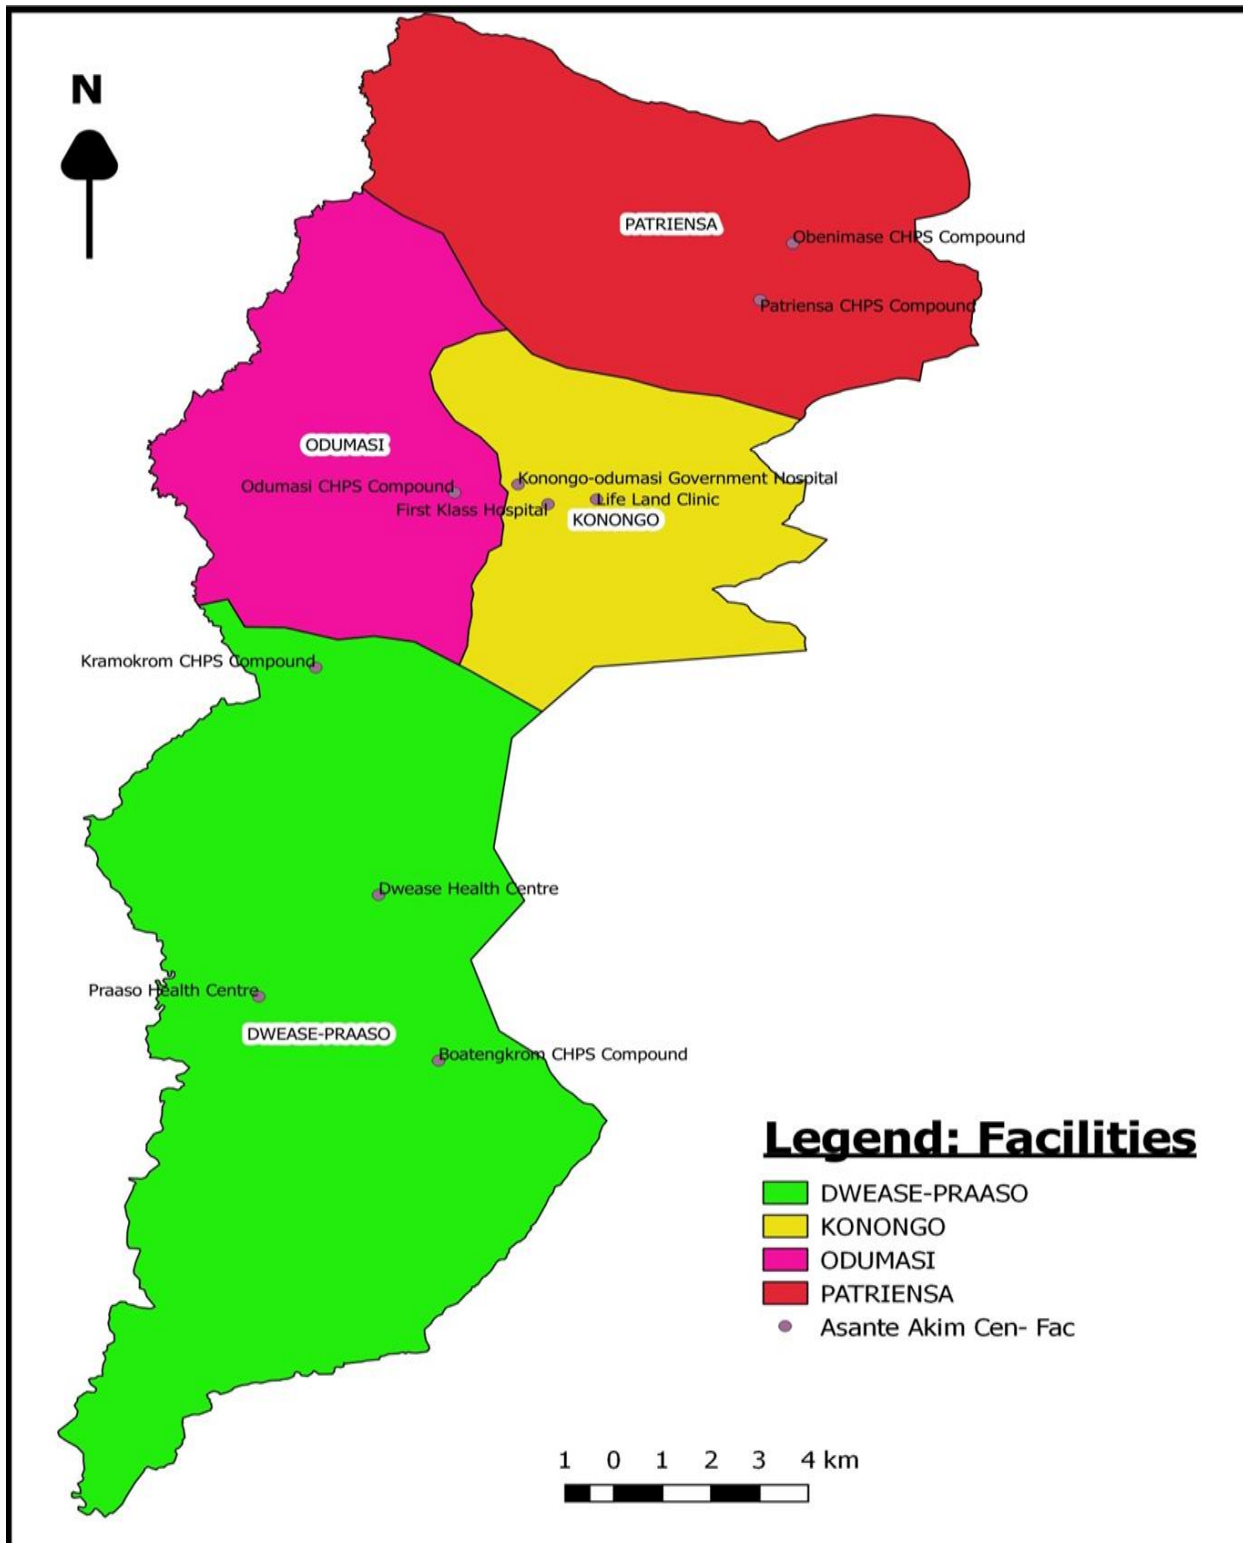 N
PATRIENSA
Obenimase CHPS Compound
Patriensa CHPS Compound
ODUMASI
Konongo-odumasi Government Hospital
Odumasi CHPS Compound
Life Land Clinic
First Klass Hospital
KONONGO
Kramokrom CHPS Compound
Dwease Health Centre
Praaso Health Centre
DWEASE-PRAASO
Boatengkrom CHPS Compound
Legend: Facilities
DWEASE-PRAASO
KONONGO
ODUMASI
PATRIENSA
Asante Akim Cen- Fac
1 0 1 2 3 4 km